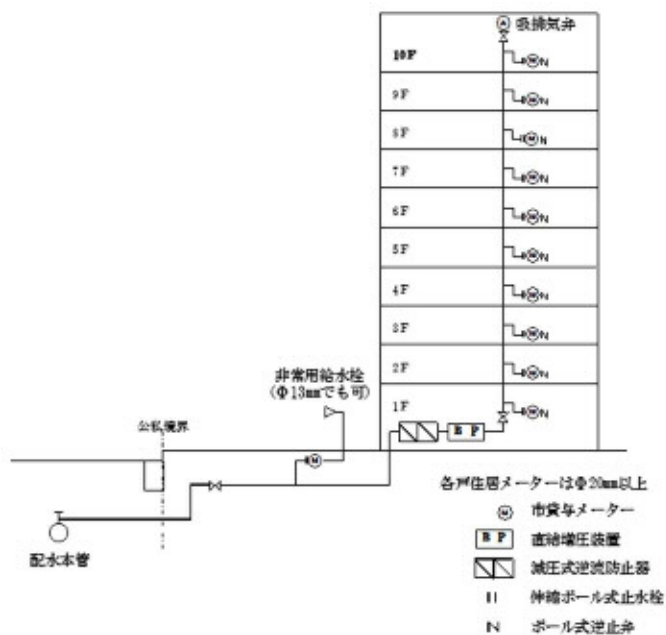 吸排気弁
10F
9F
8F
7F
6F
5F
4F
3F
2F
1F
非常用給水栓
(Φ13mmでも可)
公私境界
M
B P
配水本管
各戸住居メーターはΦ20mm以上
M 市貸与メーター
B P 直結増圧装置
減圧式逆流防止器
伸縮ボール式止水栓
N ボール式逆止弁